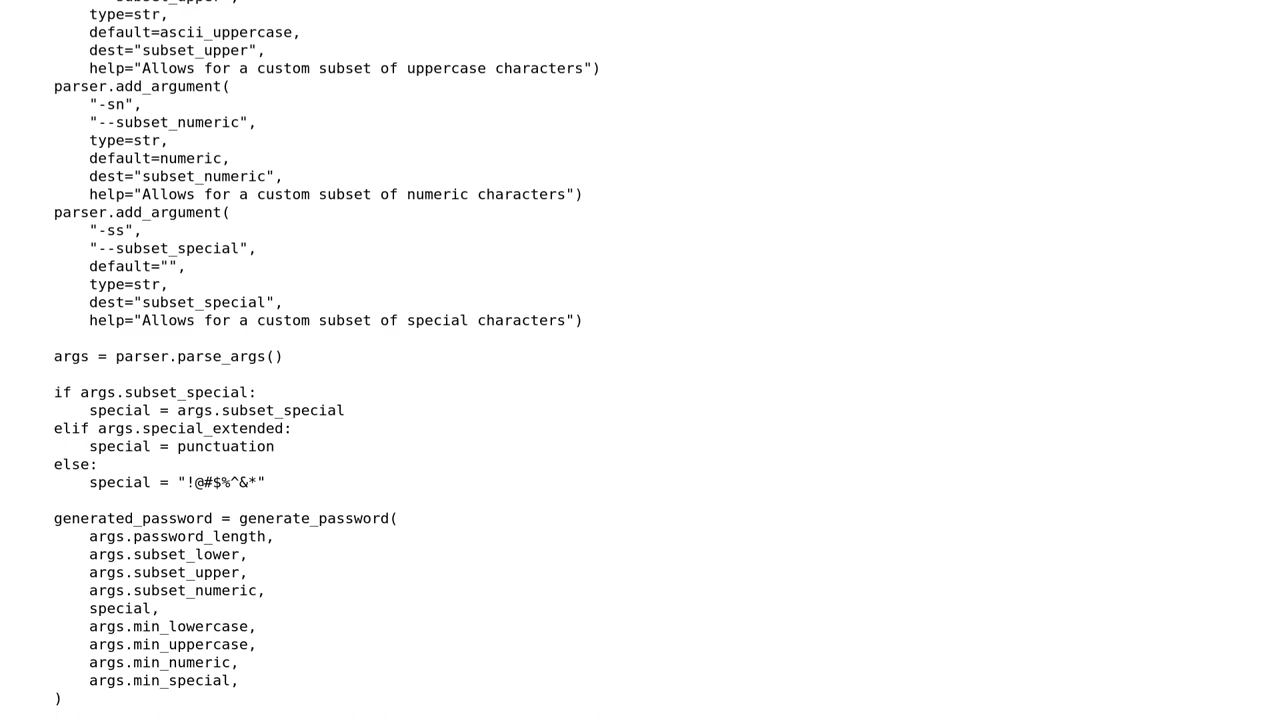 type=str,
default=ascii_uppercase,
dest="subset_upper",
help="Allows for a custom subset of uppercase characters")
parser.add_argument(
"-sn",
"--subset_numeric",
type=str,
default=numeric,
dest="subset_numeric",
help="Allows for a custom subset of numeric characters")
parser.add_argument(
"-ss",
"--subset_special",
default="",
type=str,
dest="subset_special",
help="Allows for a custom subset of special characters")
args = parser.parse_args()
if args.subset_special:
special = args.subset_special
elif args.special_extended:
special = punctuation
else:
special = "!@#$%^&*"
generated_password = generate_password(
args.password_length,
args.subset_lower,
args.subset_upper,
args.subset_numeric,
special,
args.min_lowercase,
args.min_uppercase,
args.min_numeric,
args.min_special,
)